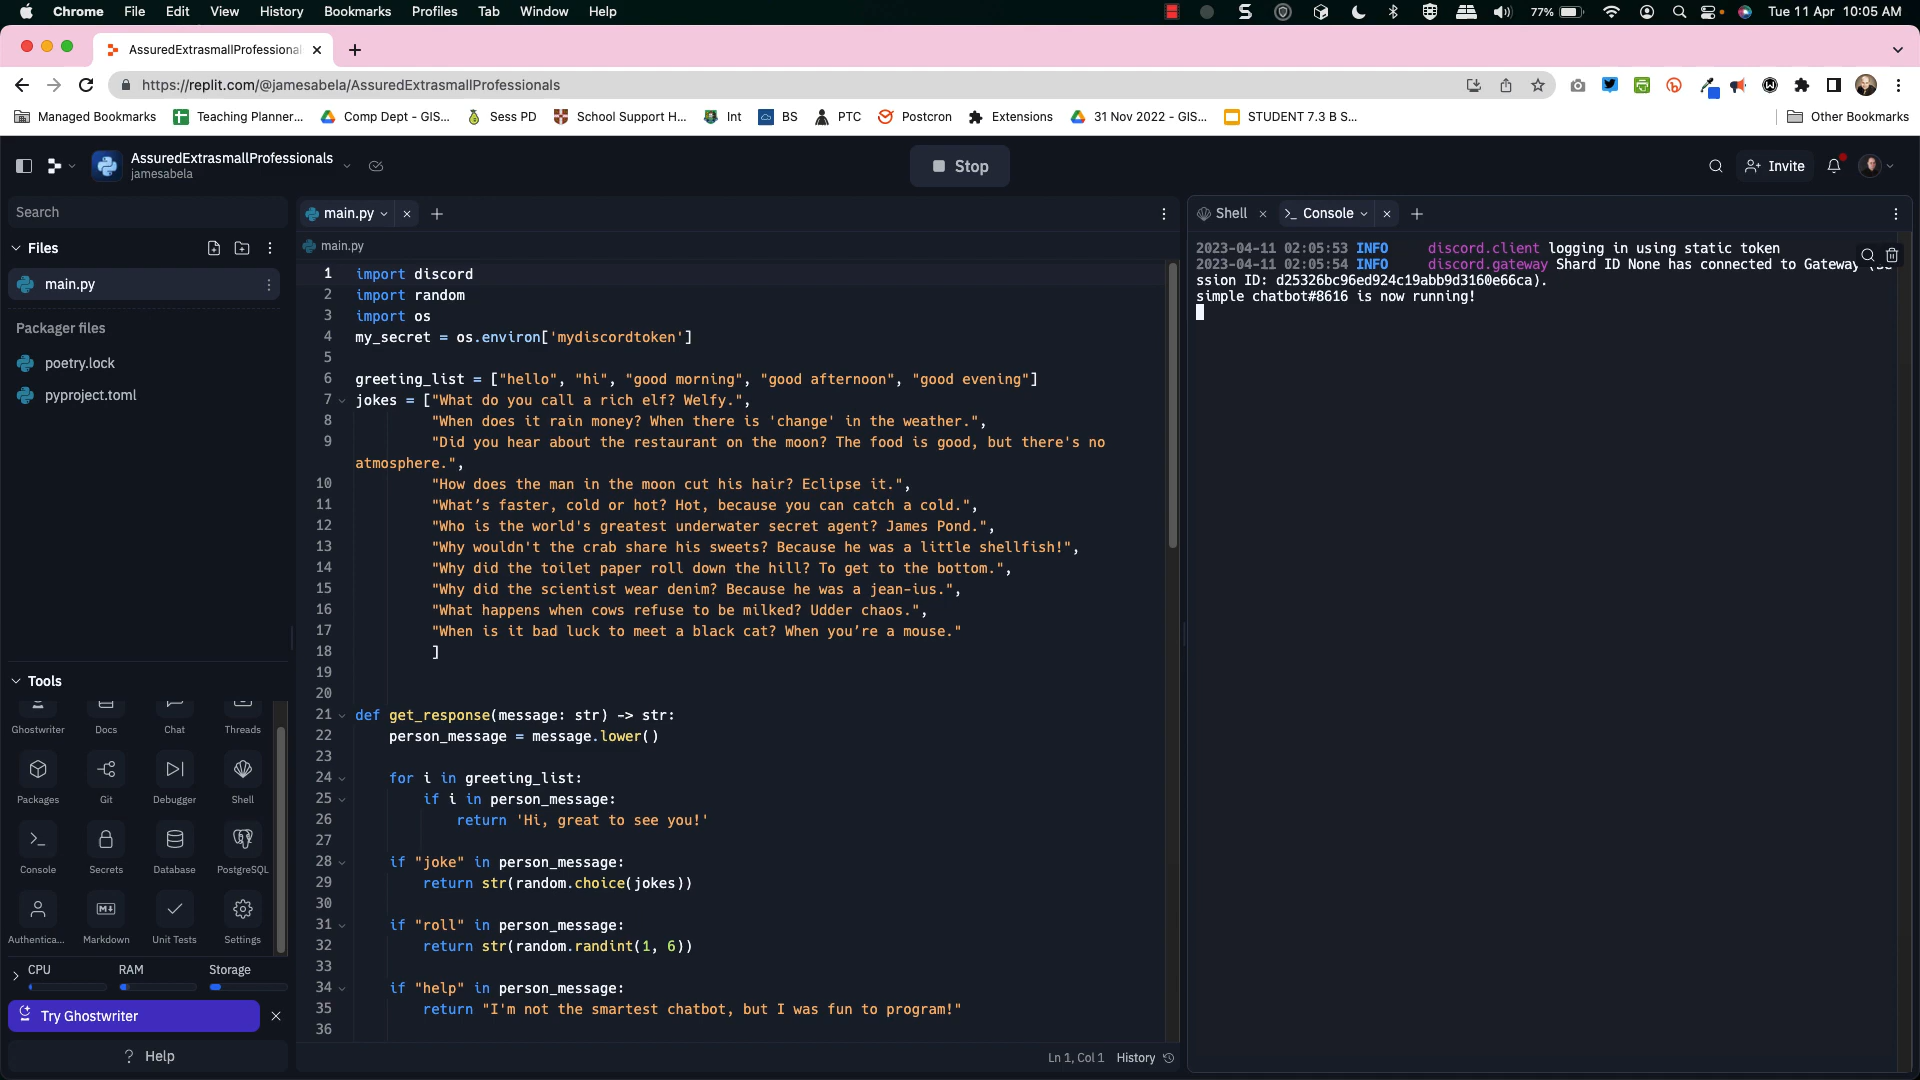 Chrome File Edit View History Bookmarks Profiles Tab Window Help 77% Tue 11 Apr 10:05 AM
AssuredExtrasmallProfessional
https://replit.com/@jamesabela/AssuredExtrasmallProfessionals
Managed Bookmarks Teaching Planner... Comp Dept - GIS... Sess PD School Support H... Int BS PTC Postcron Extensions 31 Nov 2022 - GIS... STUDENT 7.3 B S... Other Bookmarks
AssuredExtrasmallProfessionals
jamesabela
Stop
Invite
Search
Files
main.py
Packager files
poetry.lock
pyproject.toml
Tools
Ghostwriter Docs Chat Threads
Packages Git Debugger Shell
Console Secrets Database PostgreSQL
Authentica... Markdown Unit Tests Settings
CPU RAM Storage
Try Ghostwriter
? Help
main.py
main.py
1 import discord
2 import random
3 import os
4 my_secret = os.environ['mydiscordtoken']
5
6 greeting_list = ["hello", "hi", "good morning", "good afternoon", "good evening"]
7 jokes = ["What do you call a rich elf? Welfy.",
8 "When does it rain money? When there is 'change' in the weather.",
9 "Did you hear about the restaurant on the moon? The food is good, but there's no
atmosphere.",
10 "How does the man in the moon cut his hair? Eclipse it.",
11 "What’s faster, cold or hot? Hot, because you can catch a cold.",
12 "Who is the world's greatest underwater secret agent? James Pond.",
13 "Why wouldn't the crab share his sweets? Because he was a little shellfish!",
14 "Why did the toilet paper roll down the hill? To get to the bottom.",
15 "Why did the scientist wear denim? Because he was a jean-ius.",
16 "What happens when cows refuse to be milked? Udder chaos.",
17 "When is it bad luck to meet a black cat? When you’re a mouse."
18 ]
19
20
21 def get_response(message: str) -> str:
22 person_message = message.lower()
23
24 for i in greeting_list:
25 if i in person_message:
26 return 'Hi, great to see you!'
27
28 if "joke" in person_message:
29 return str(random.choice(jokes))
30
31 if "roll" in person_message:
32 return str(random.randint(1, 6))
33
34 if "help" in person_message:
35 return "I'm not the smartest chatbot, but I was fun to program!"
36
Ln 1, Col 1 History
Shell Console
2023-04-11 02:05:53 INFO discord.client logging in using static token
2023-04-11 02:05:54 INFO discord.gateway Shard ID None has connected to Gateway
ssion ID: d25326bc96ed924c19abb9d3160e66ca).
simple chatbot#8616 is now running!